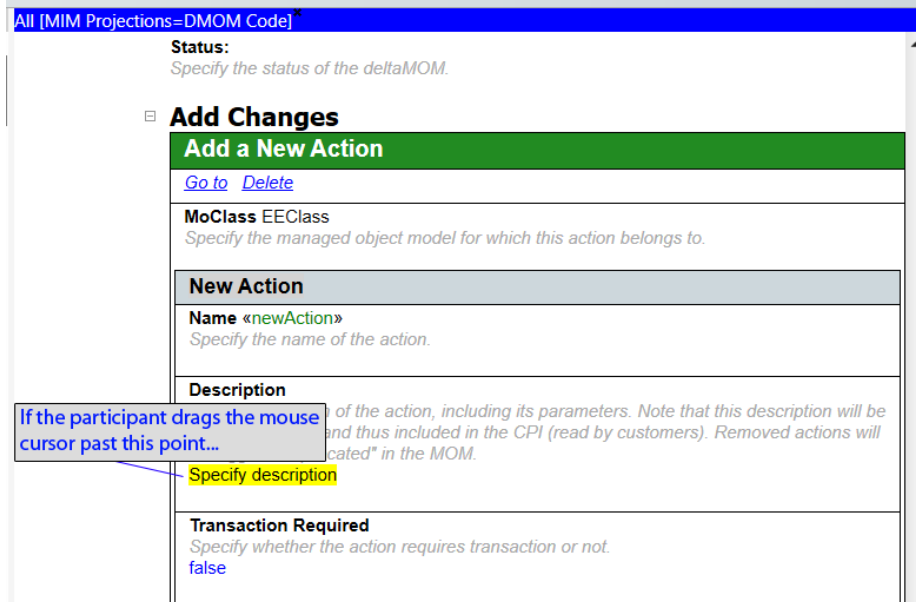 All [MIM Projections=DMOM Code]
Status:
Specify the status of the deltaMOM.
Add Changes
Add a New Action
Go to Delete
MoClass EEClass
Specify the managed object model for which this action belongs to.
New Action
Name «newAction»
Specify the name of the action.
Description
If the participant drags the mouse
cursor past this point...
of the action, including its parameters. Note that this description will be
and thus included in the CPI (read by customers). Removed actions will
cated" in the MOM.
Specify description
Transaction Required
Specify whether the action requires transaction or not.
false